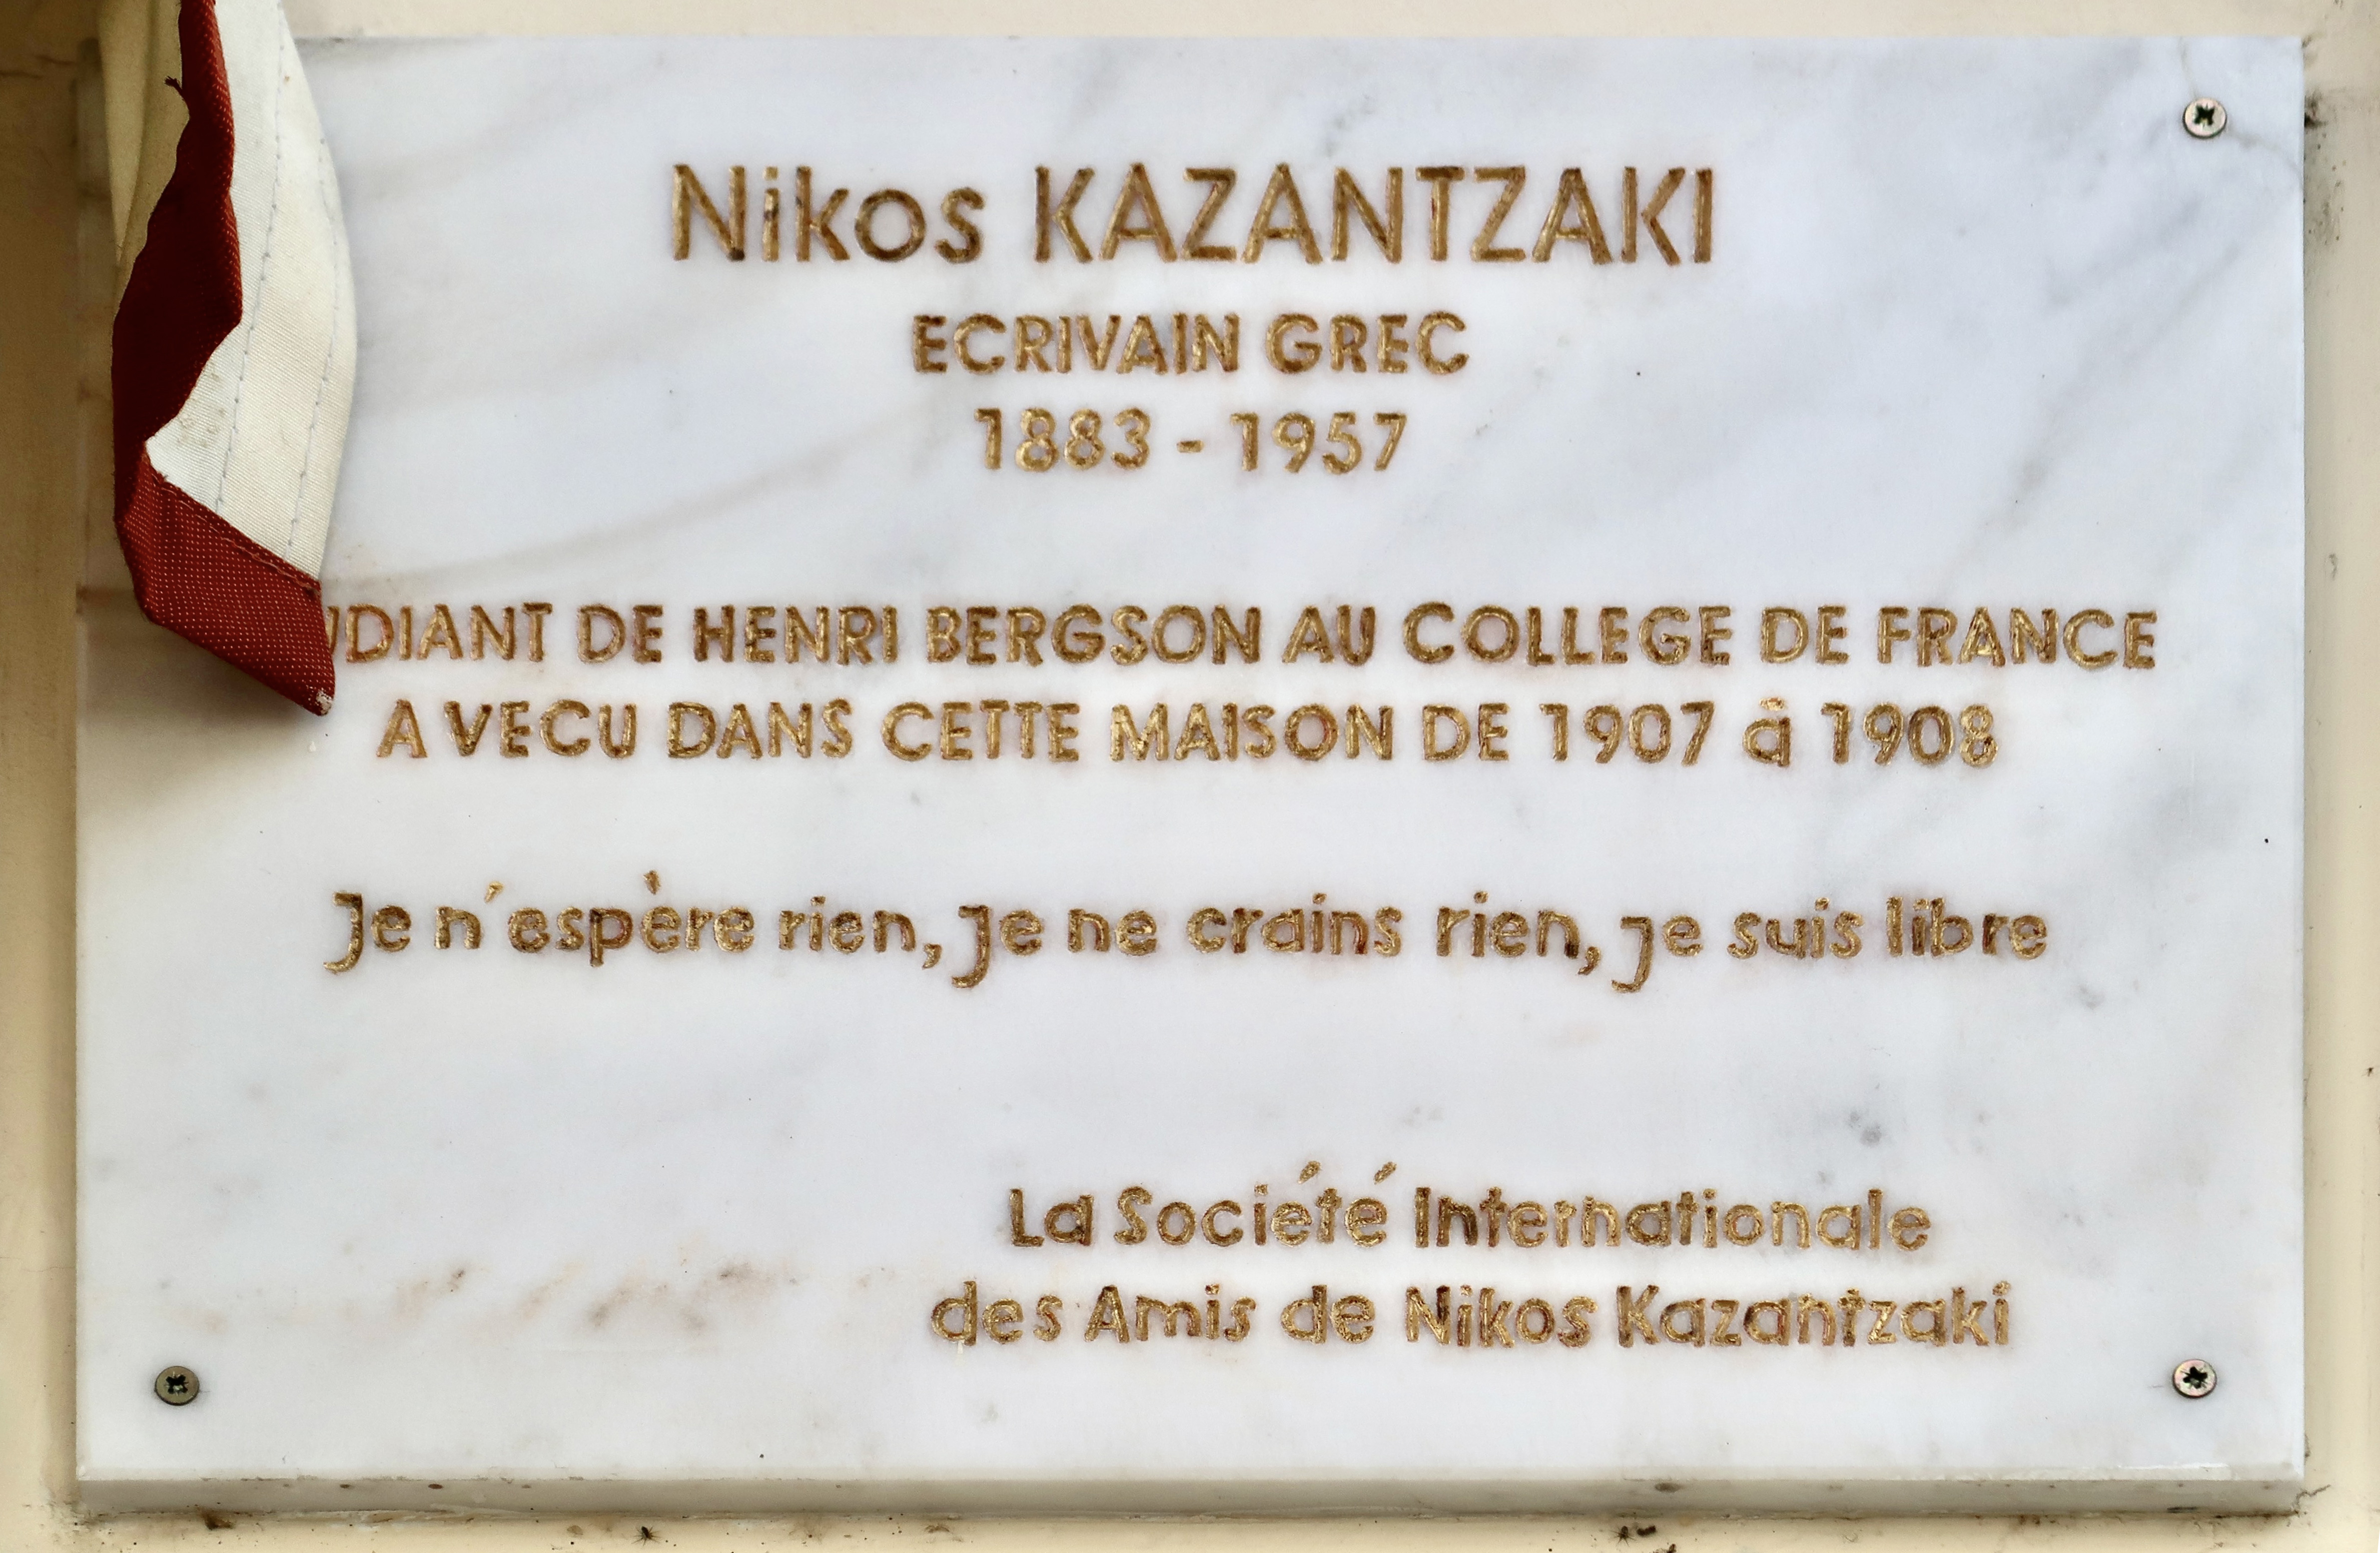 Nikos KAZANTZAKI
ECRIVAIN GREC
1883 - 1957
DE HENRI BERGSON AU COLLEGE DE FRANCE
A VECU DANS CETTE MAISON DE 1907 à 1908
Je n'espère rien, Je ne crains rien, je suis libre
La Société Internationale
des Amis de Nikos Kazantzaki